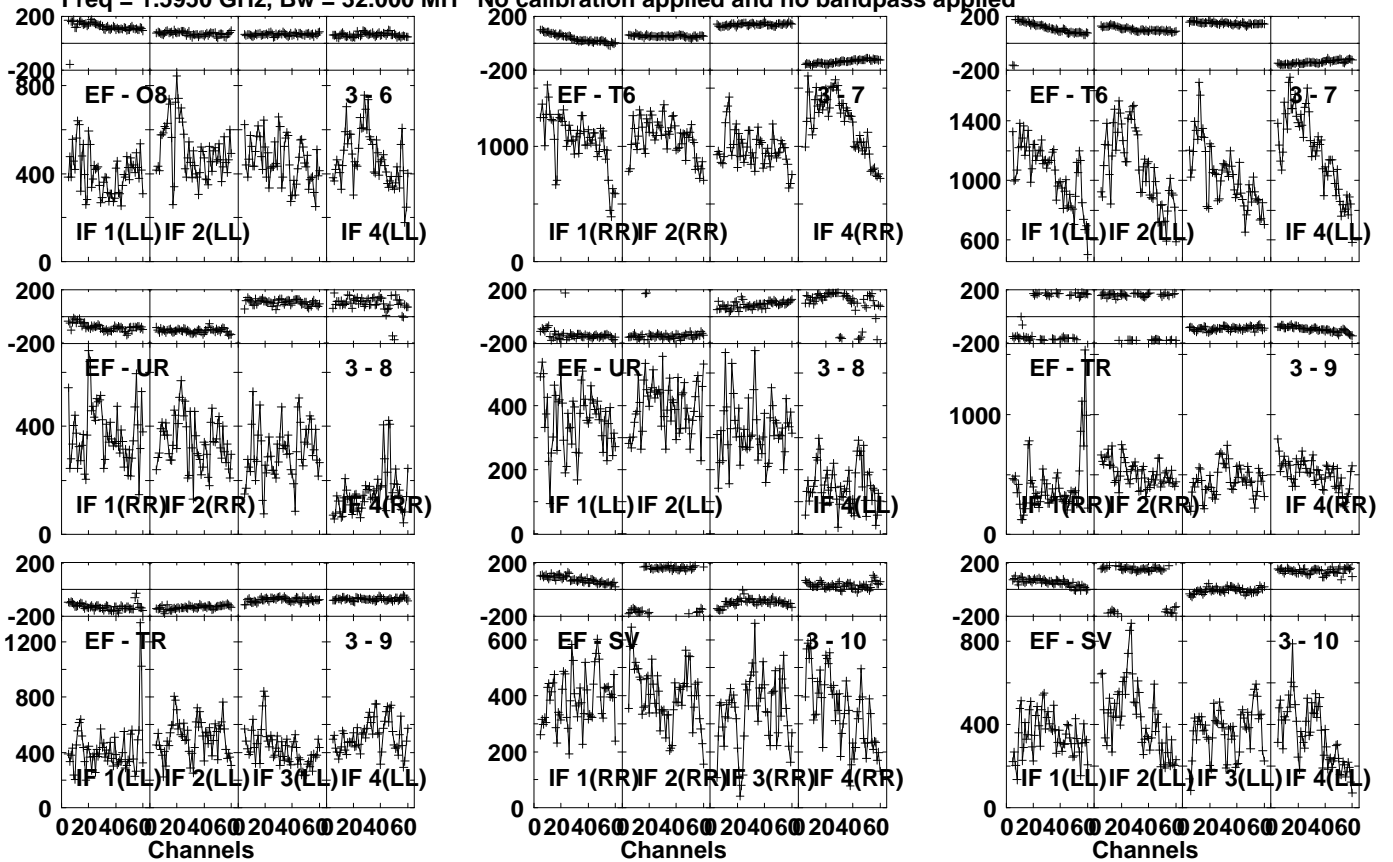 Freq = 1.5950 GHz, Bw = 32.000 MH No calibration applied and no bandpass applied
200
-200
800
400
0
EF - O8
3 - 6
IF 1(LL)
IF 2(LL)
IF 4(LL)
200
-200
1000
0
EF - T6
3 - 7
IF 1(RR)
IF 2(RR)
IF 4(RR)
200
-200
1400
1000
600
EF - T6
3 - 7
IF 1(LL)
IF 2(LL)
IF 4(LL)
200
-200
400
0
EF - UR
3 - 8
IF 1(RR)
IF 2(RR)
IF 4(RR)
200
-200
600
400
200
0
EF - UR
3 - 8
IF 1(LL)
IF 2(LL)
IF 4(LL)
200
-200
1000
0
EF - TR
3 - 9
IF 1(RR)
IF 2(RR)
IF 4(RR)
200
-200
1200
800
400
0
EF - TR
3 - 9
IF 1(LL)
IF 2(LL)
IF 3(LL)
IF 4(LL)
0 20 40 60 0 20 40 60 0 20 40 60 0 20 40 60
Channels
200
-200
600
400
200
0
EF - SV
3 - 10
IF 1(RR)
IF 2(RR)
IF 3(RR)
IF 4(RR)
0 20 40 60 0 20 40 60 0 20 40 60 0 20 40 60
Channels
200
-200
800
400
0
EF - SV
3 - 10
IF 1(LL)
IF 2(LL)
IF 3(LL)
IF 4(LL)
0 20 40 60 0 20 40 60 0 20 40 60 0 20 40 60
Channels